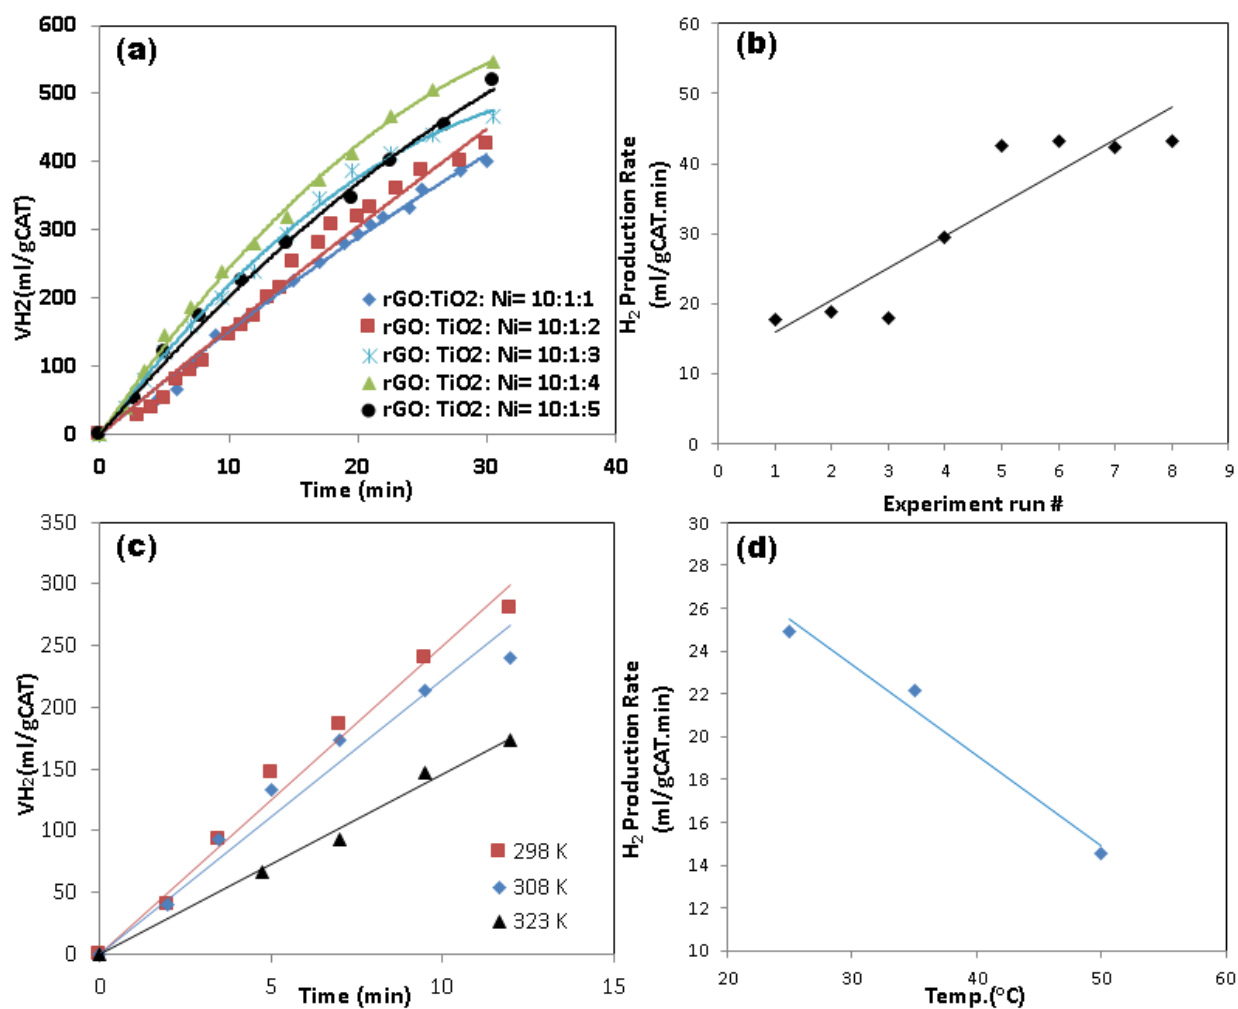 (a)
600
500
400
300
200
100
0
VH2(ml/gCAT)
rGO:TiO2: Ni= 10:1:1
rGO: TiO2: Ni= 10:1:2
rGO: TiO2: Ni= 10:1:3
rGO: TiO2: Ni= 10:1:4
rGO: TiO2: Ni= 10:1:5
0 10 20 30 40
Time (min)
(b)
60
50
40
30
20
10
0
H2 Production Rate
(ml/gCAT.min)
0 1 2 3 4 5 6 7 8 9
Experiment run #
(c)
350
300
250
200
150
100
50
0
VH2(ml/gCAT)
298 K
308 K
323 K
0 5 10 15
Time (min)
(d)
30
28
26
24
22
20
18
16
14
12
10
H2 Production Rate
(ml/gCAT.min)
20 30 40 50 60
Temp.(°C)